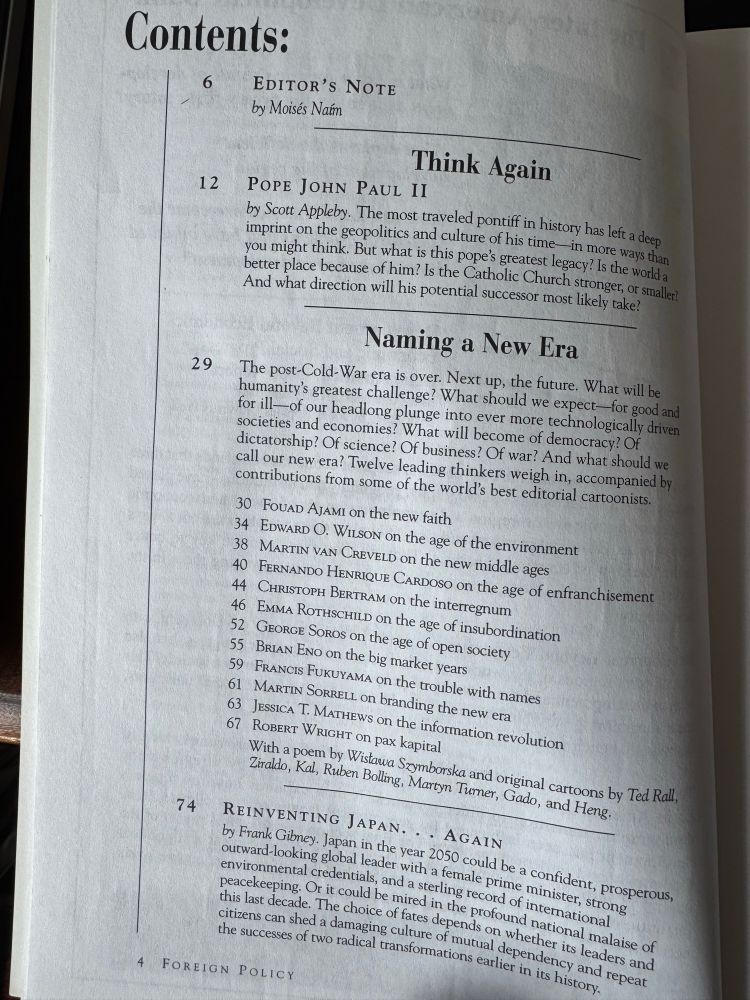 Contents:
6 EDITOR'S NOTE
by Moisés Naím
Think Again
12 POPE JOHN PAUL II
by Scott Appleby. The most traveled pontiff in history has left a deep
imprint on the geopolitics and culture of his time—in more ways than
you might think. But what is this pope's greatest legacy? Is the world a
better place because of him? Is the Catholic Church stronger, or smaller?
And what direction will his potential successor most likely take?
Naming a New Era
29 The post-Cold-War era is over. Next up, the future. What will be
humanity's greatest challenge? What should we expect—for good and
for ill—of our headlong plunge into ever more technologically driven
societies and economies? What will become of democracy? Of
dictatorship? Of science? Of business? Of war? And what should we
call our new era? Twelve leading thinkers weigh in, accompanied by
contributions from some of the world's best editorial cartoonists.
30 FOUAD AJAMI on the new faith
34 EDWARD O. WILSON on the age of the environment
38 MARTIN VAN CREVELD on the new middle ages
40 FERNANDO HENRIQUE CARDOSO on the age of enfranchisement
44 CHRISTOPH BERTRAM on the interregnum
46 EMMA ROTHSCHILD on the age of insubordination
52 GEORGE SOROS on the age of open society
55 BRIAN ENO on the big market years
59 FRANCIS FUKUYAMA on the trouble with names
61 MARTIN SORRELL on branding the new era
63 JESSICA T. MATHEWS on the information revolution
67 ROBERT WRIGHT on pax kapital
With a poem by Wisława Szymborska and original cartoons by Ted Rall,
Ziraldo, Kal, Ruben Bolling, Martyn Turner, Gado, and Heng.
74 REINVENTING JAPAN. . . AGAIN
by Frank Gibney. Japan in the year 2050 could be a confident, prosperous,
outward-looking global leader with a female prime minister, strong
environmental credentials, and a sterling record of international
peacekeeping. Or it could be mired in the profound national malaise of
this last decade. The choice of fates depends on whether its leaders and
citizens can shed a damaging culture of mutual dependency and repeat
the successes of two radical transformations earlier in its history.
4 FOREIGN POLICY